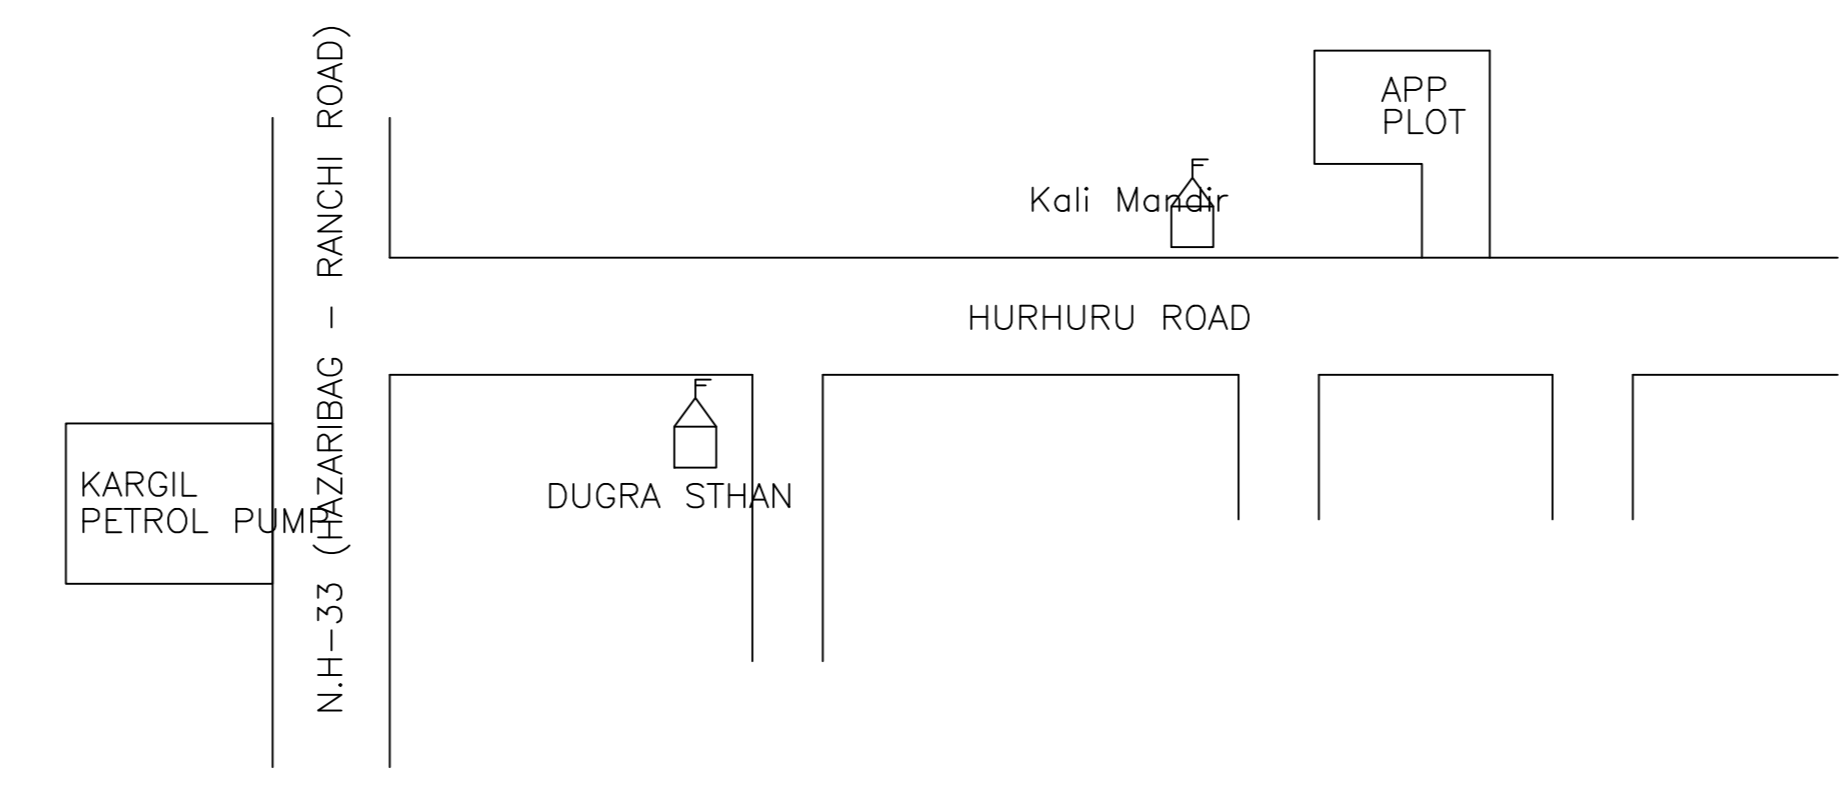 APP
PLOT
Kali Mandir
HURHURU ROAD
N.H-33 (HAZARIBAG - RANCHI ROAD)
KARGIL
PETROL PUMP
DUGRA STHAN